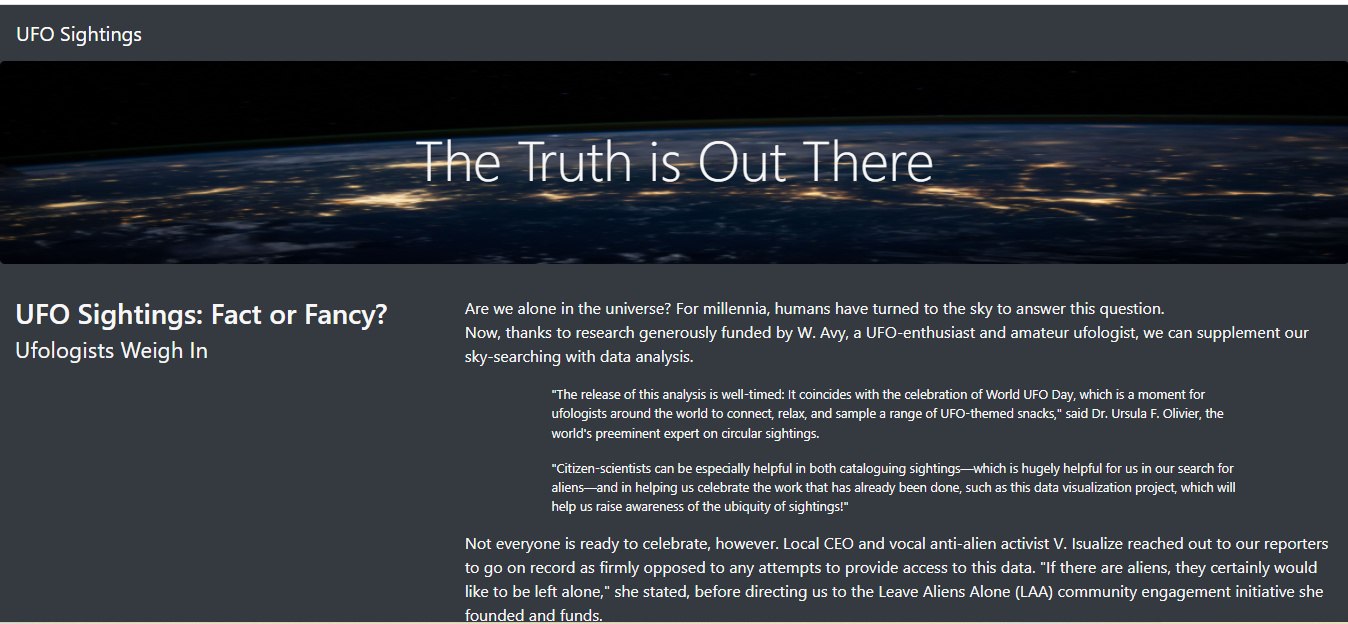 UFO Sightings
The Truth is Out There
UFO Sightings: Fact or Fancy?
Ufologists Weigh In
Are we alone in the universe? For millennia, humans have turned to the sky to answer this question.
Now, thanks to research generously funded by W. Avy, a UFO-enthusiast and amateur ufologist, we can supplement our
sky-searching with data analysis.
"The release of this analysis is well-timed: It coincides with the celebration of World UFO Day, which is a moment for
ufologists around the world to connect, relax, and sample a range of UFO-themed snacks," said Dr. Ursula F. Olivier, the
world's preeminent expert on circular sightings.
"Citizen-scientists can be especially helpful in both cataloguing sightings—which is hugely helpful for us in our search for
aliens—and in helping us celebrate the work that has already been done, such as this data visualization project, which will
help us raise awareness of the ubiquity of sightings!"
Not everyone is ready to celebrate, however. Local CEO and vocal anti-alien activist V. Isualize reached out to our reporters
to go on record as firmly opposed to any attempts to provide access to this data. "If there are aliens, they certainly would
like to be left alone," she stated, before directing us to the Leave Aliens Alone (LAA) community engagement initiative she
founded and funds.